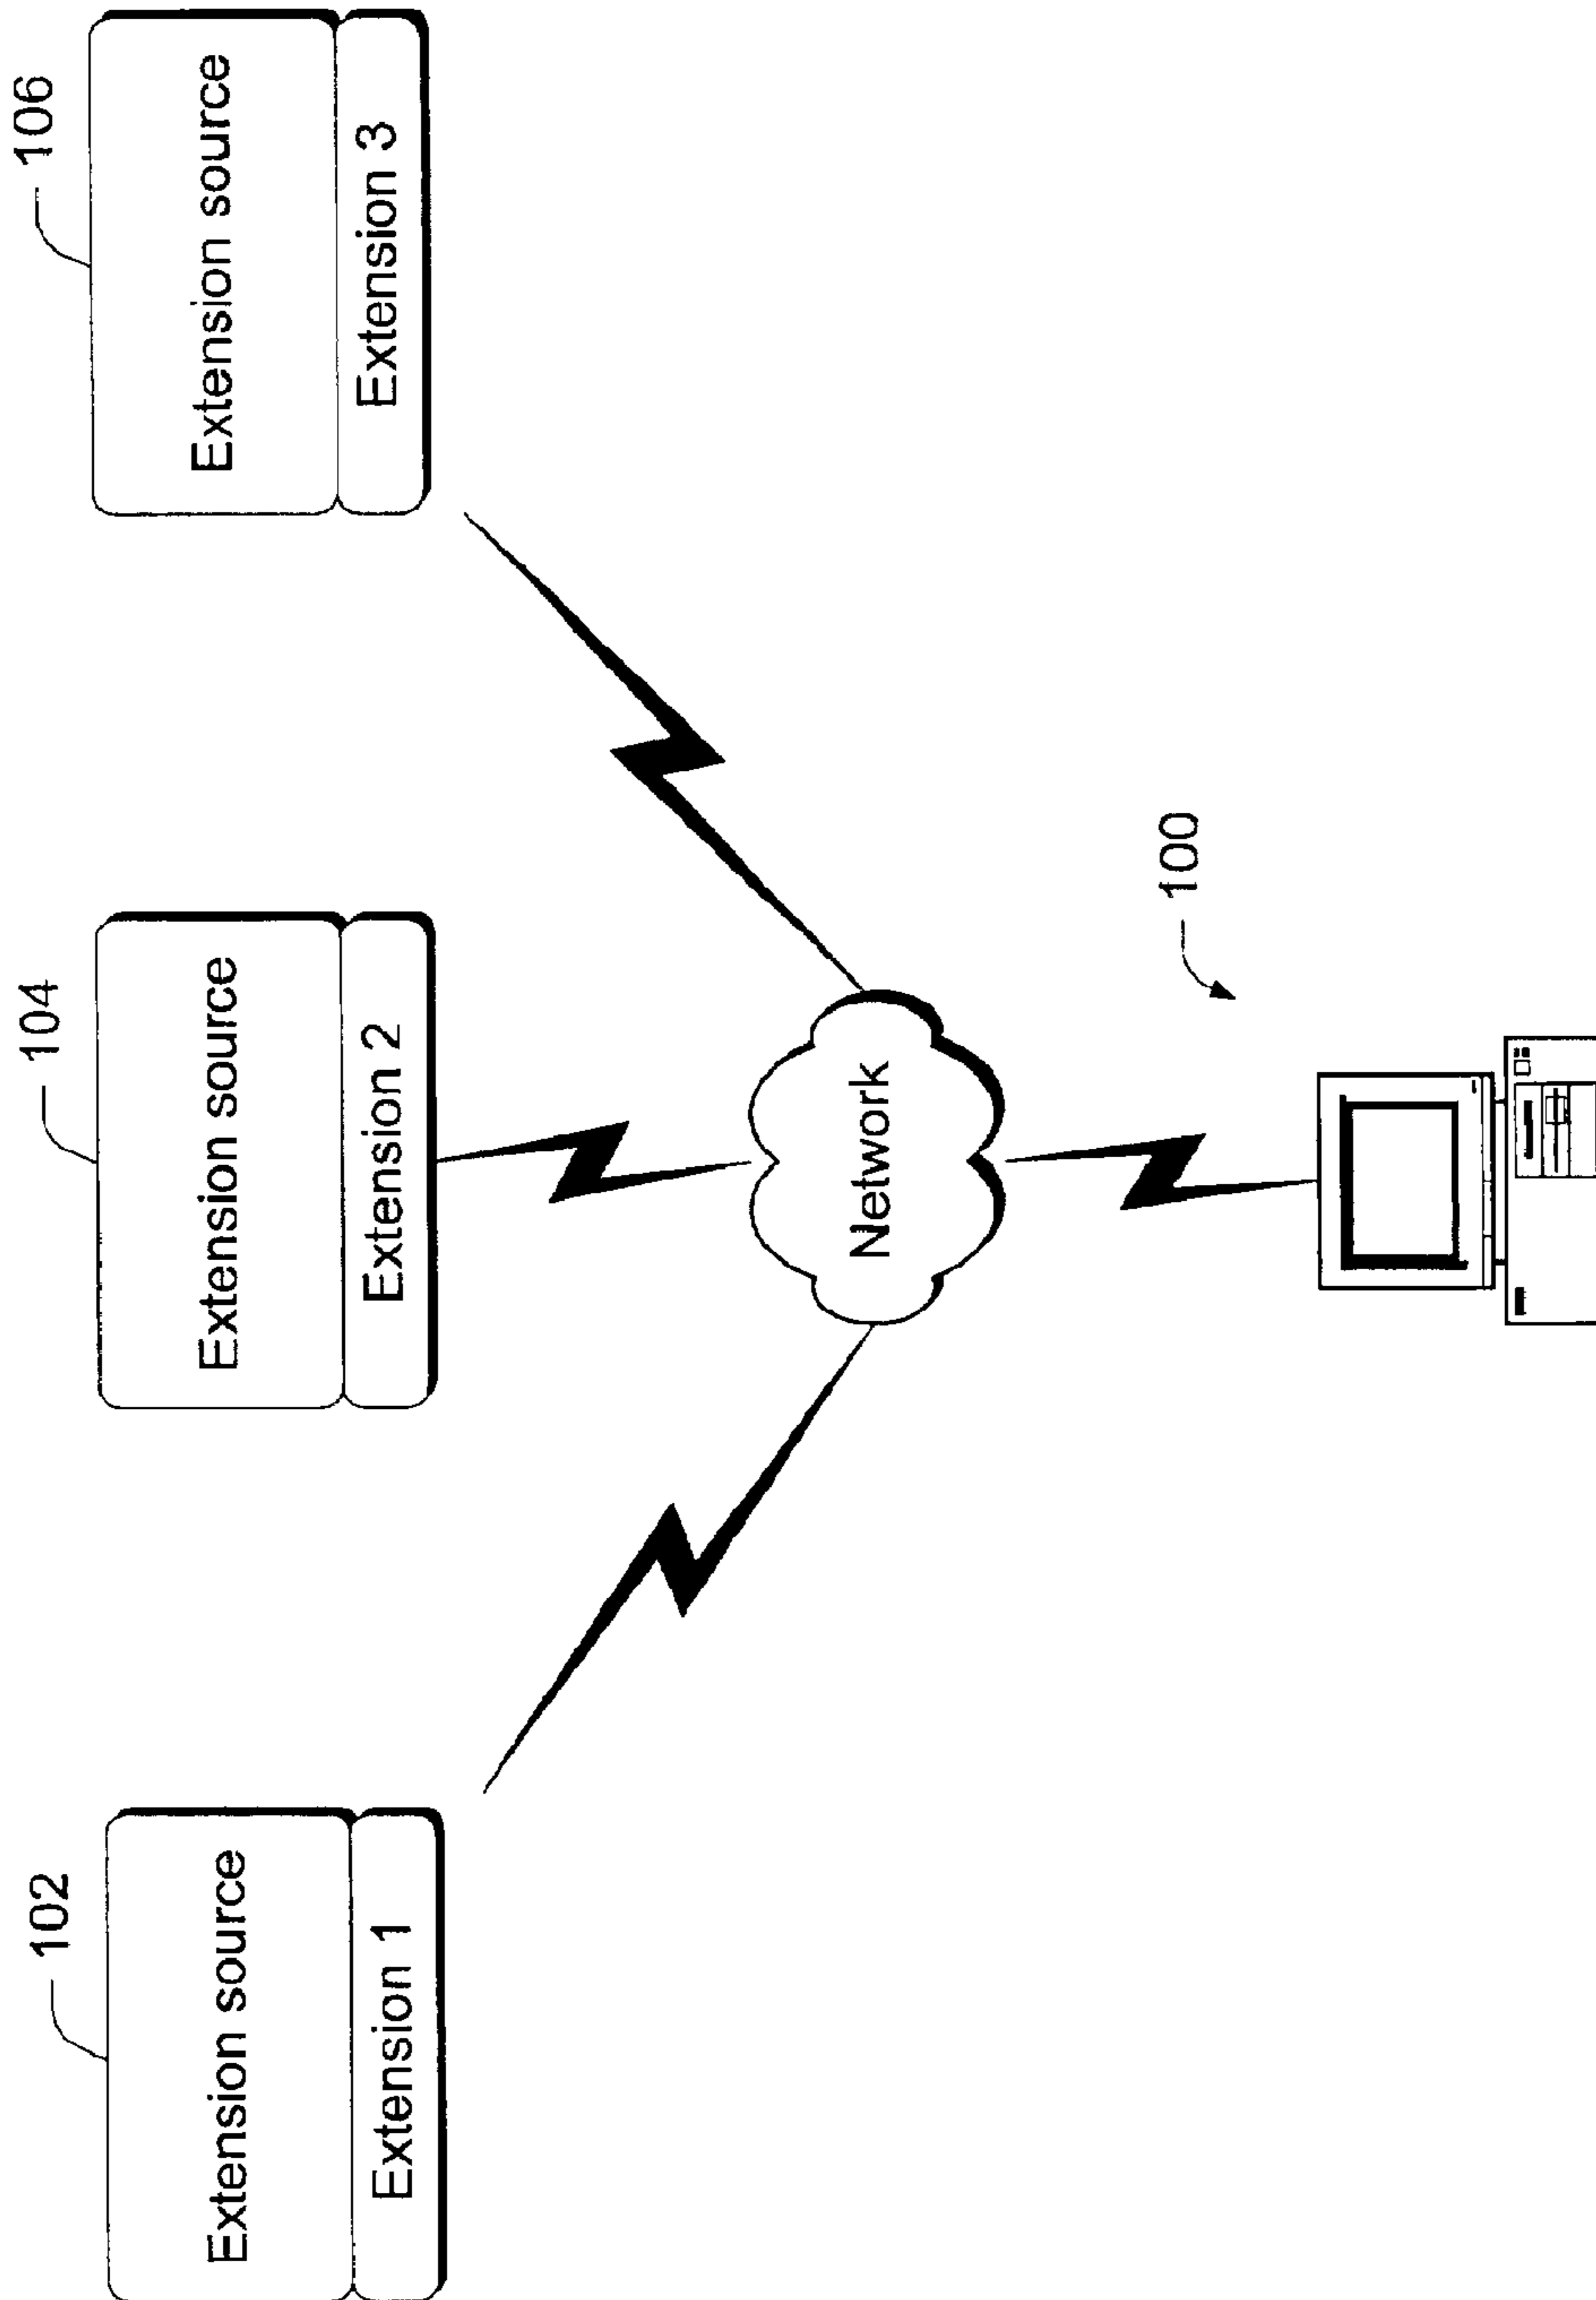 102
104
106
Extension source
Extension 1
Extension source
Extension 2
Extension source
Extension 3
Network
100